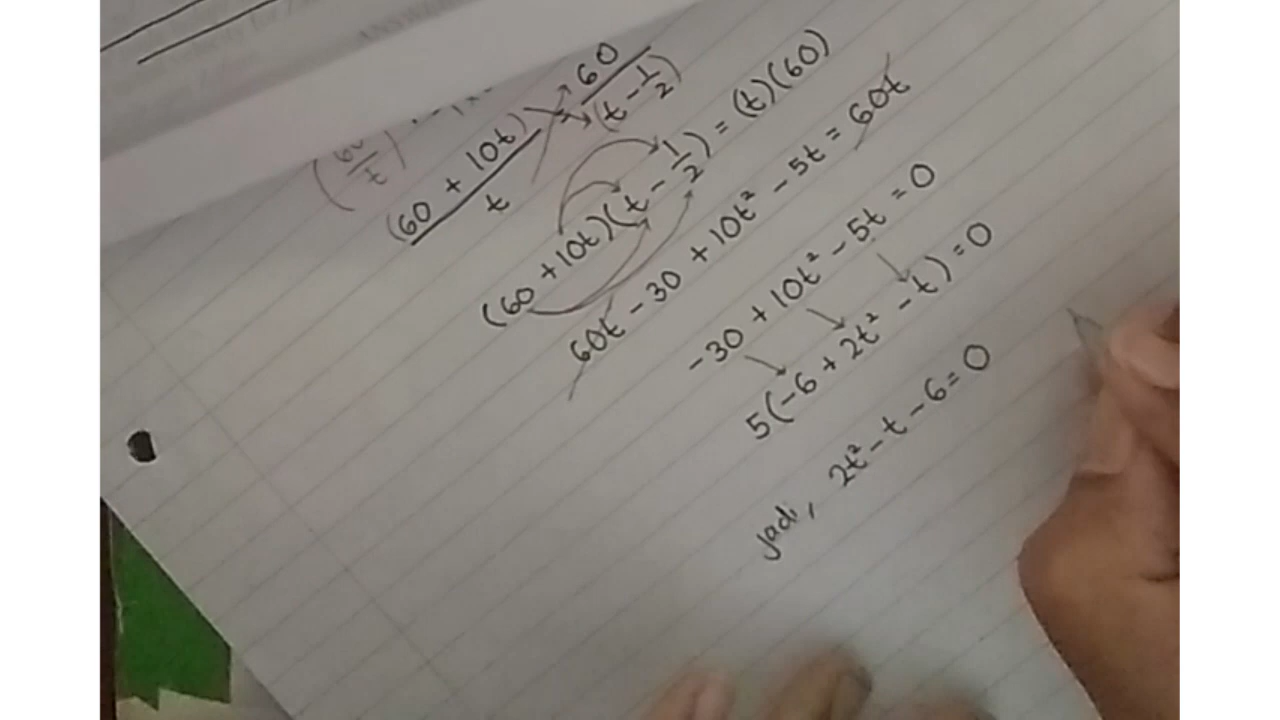 (60 + 10t) / t = 60 / (t - 1/2)
(60 + 10t)(t - 1/2) = (t)(60)
60t - 30 + 10t² - 5t = 60t
-30 + 10t² - 5t = 0
5(-6 + 2t² - t) = 0
jadi, 2t² - t - 6 = 0